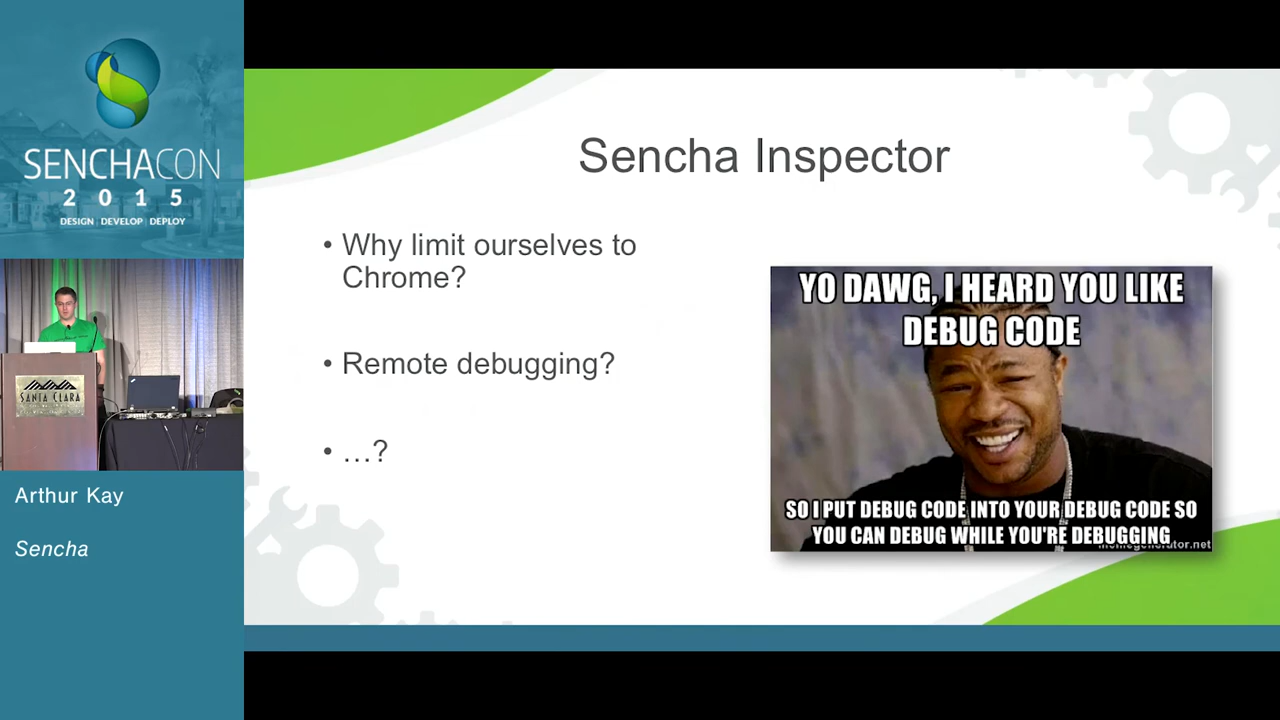 SENCHACON
2 0 1 5
DESIGN DEVELOP DEPLOY
SANTA CLARA
Arthur Kay
Sencha
Sencha Inspector
• Why limit ourselves to
Chrome?
• Remote debugging?
• …?
YO DAWG, I HEARD YOU LIKE
DEBUG CODE
SO I PUT DEBUG CODE INTO YOUR DEBUG CODE SO
YOU CAN DEBUG WHILE YOU'RE DEBUGGING
memegenerator.net